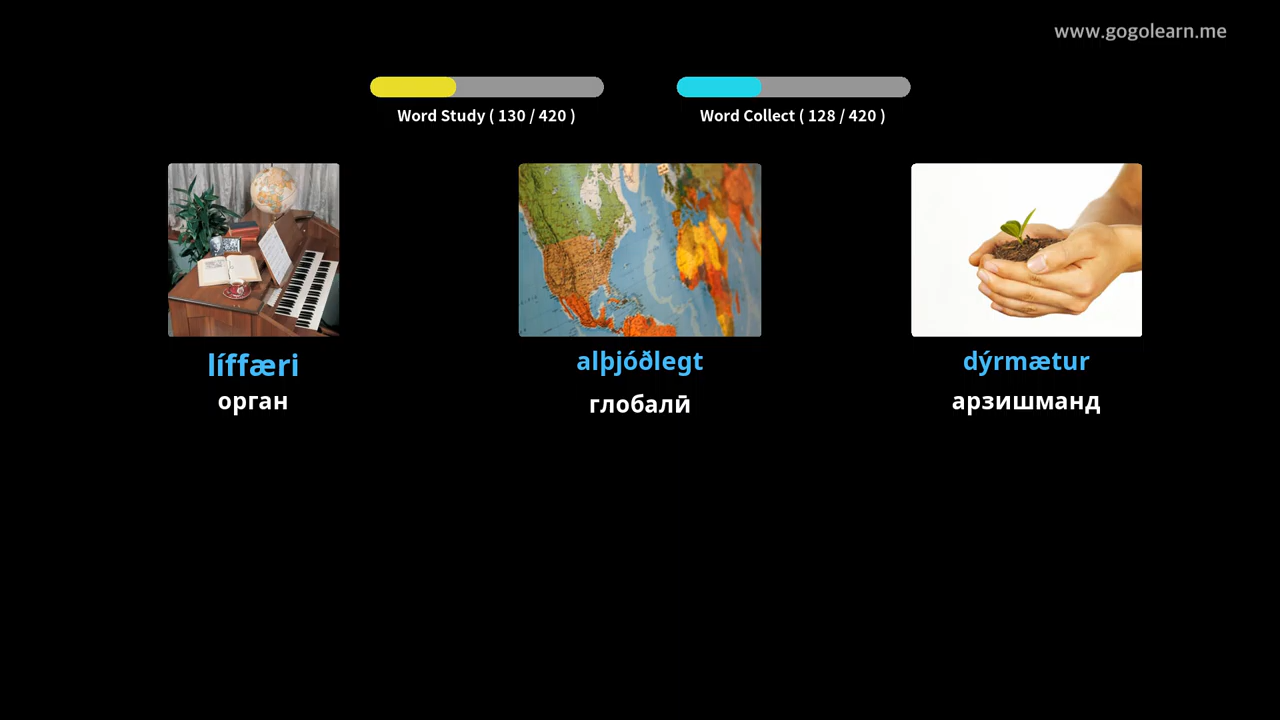 www.gogolearn.me
Word Study ( 130 / 420 )
Word Collect ( 128 / 420 )
líffæri
орган
alþjóðlegt
глобалӣ
dýrmætur
арзишманд